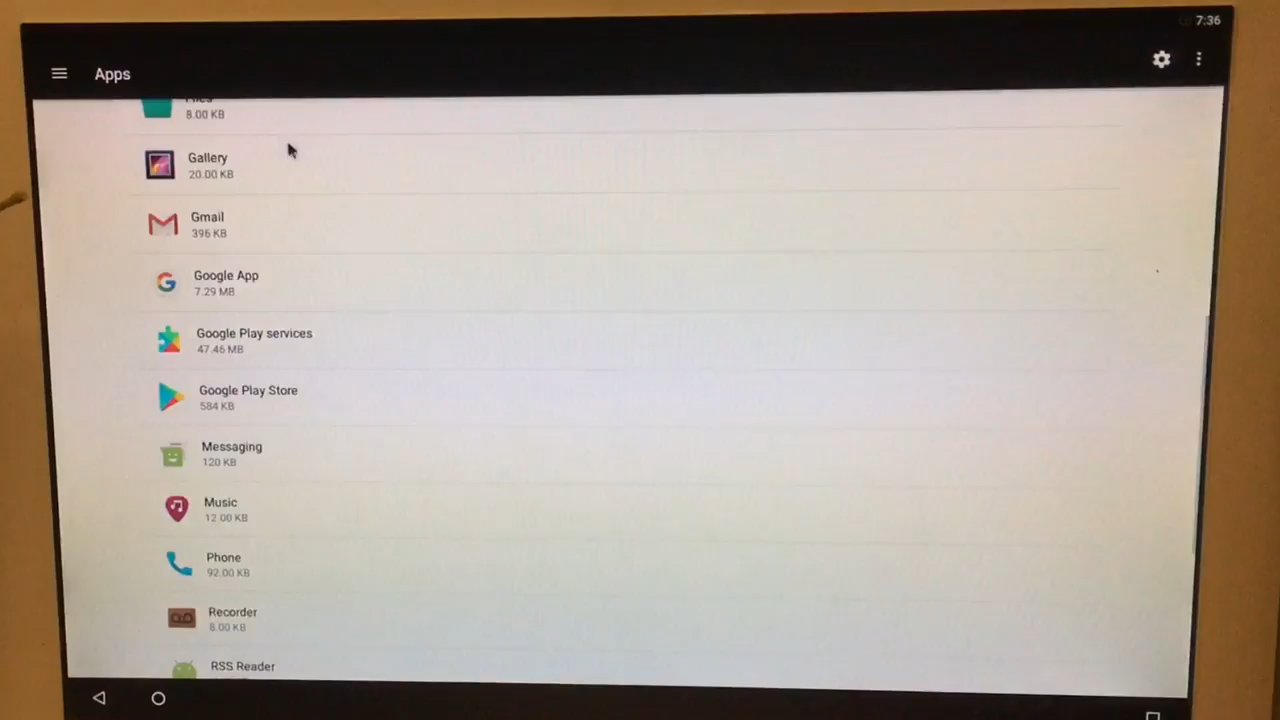 7:36
Apps
Files
8.00 KB
Gallery
20.00 KB
Gmail
396 KB
Google App
7.29 MB
Google Play services
47.46 MB
Google Play Store
584 KB
Messaging
120 KB
Music
12.00 KB
Phone
92.00 KB
Recorder
8.00 KB
RSS Reader